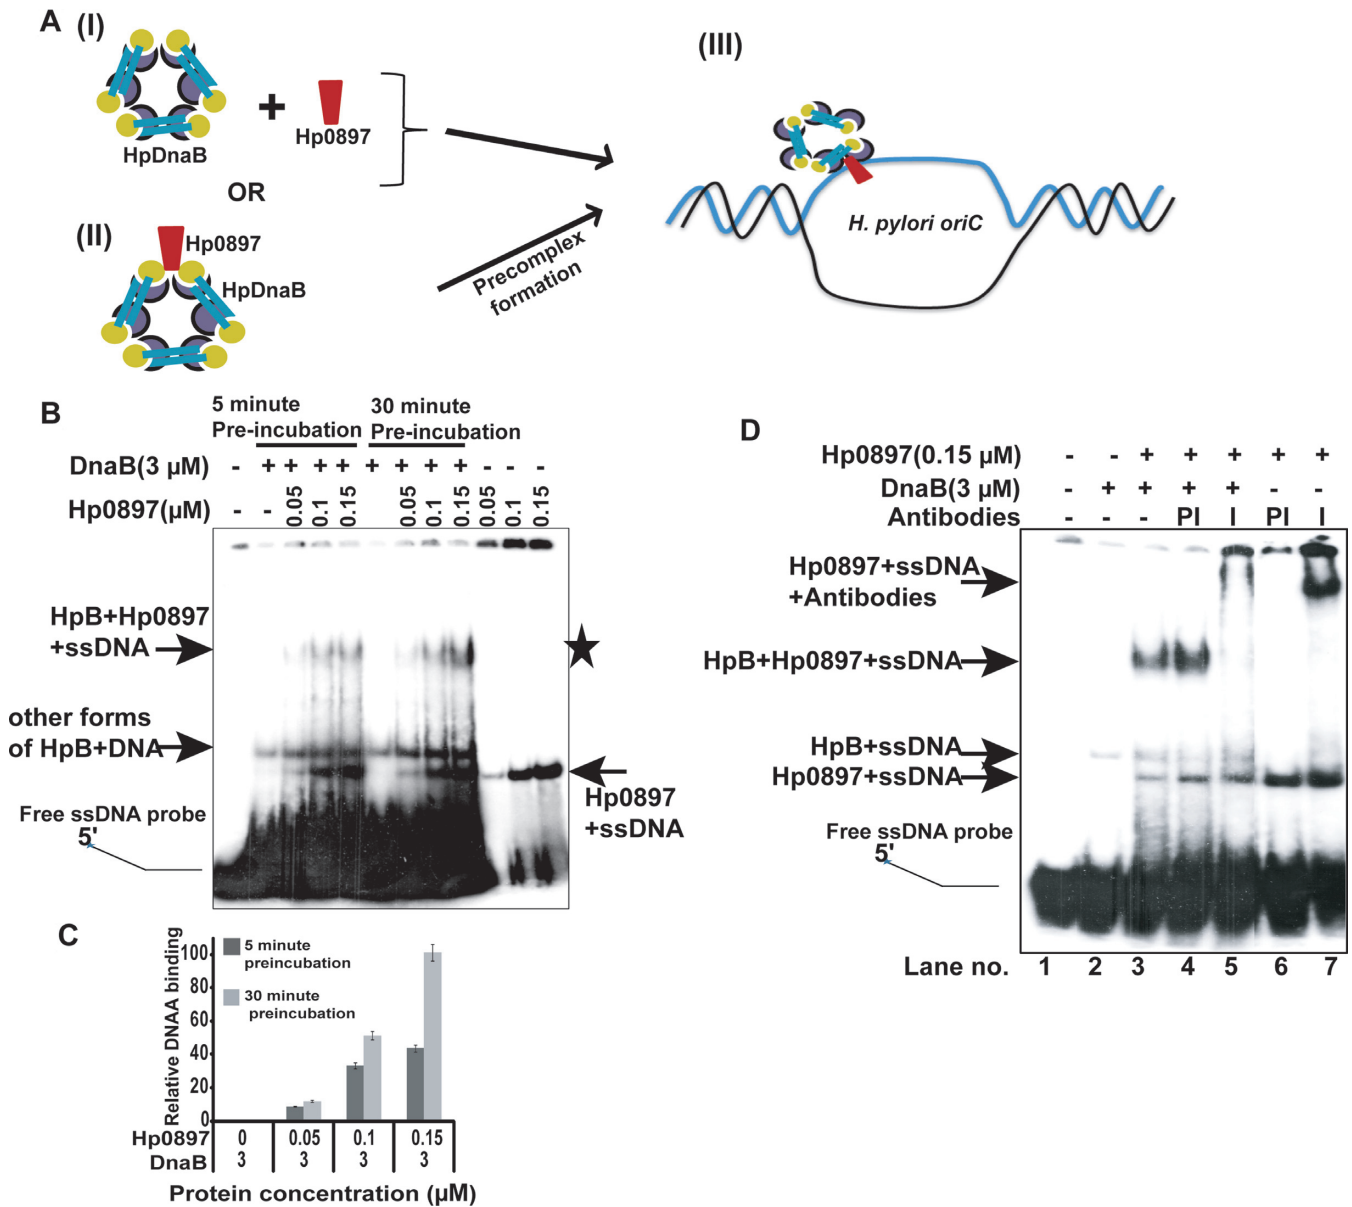 A (I)
HpDnaB
+
Hp0897
OR
(II)
Hp0897
HpDnaB
Precomplex
formation
(III)
H. pylori oriC
B
5 minute
Pre-incubation
30 minute
Pre-incubation
DnaB(3 µM) - + + + + + + + + - - -
Hp0897(µM) - - 0.05 0.1 0.15 - 0.05 0.1 0.15 0.05 0.1 0.15
HpB+Hp0897
+ssDNA
other forms
of HpB+DNA
Free ssDNA probe
5'
Hp0897
+ssDNA
C
Relative DNAA binding
100
80
60
40
20
0
5 minute
preincubation
30 minute
preincubation
Hp0897 0 0.05 0.1 0.15
DnaB 3 3 3 3
Protein concentration (µM)
D
Hp0897(0.15 µM) - - + + + + +
DnaB(3 µM) - + + + + - -
Antibodies - - - PI I PI I
Hp0897+ssDNA
+Antibodies
HpB+Hp0897+ssDNA
HpB+ssDNA
Hp0897+ssDNA
Free ssDNA probe
5'
Lane no. 1 2 3 4 5 6 7